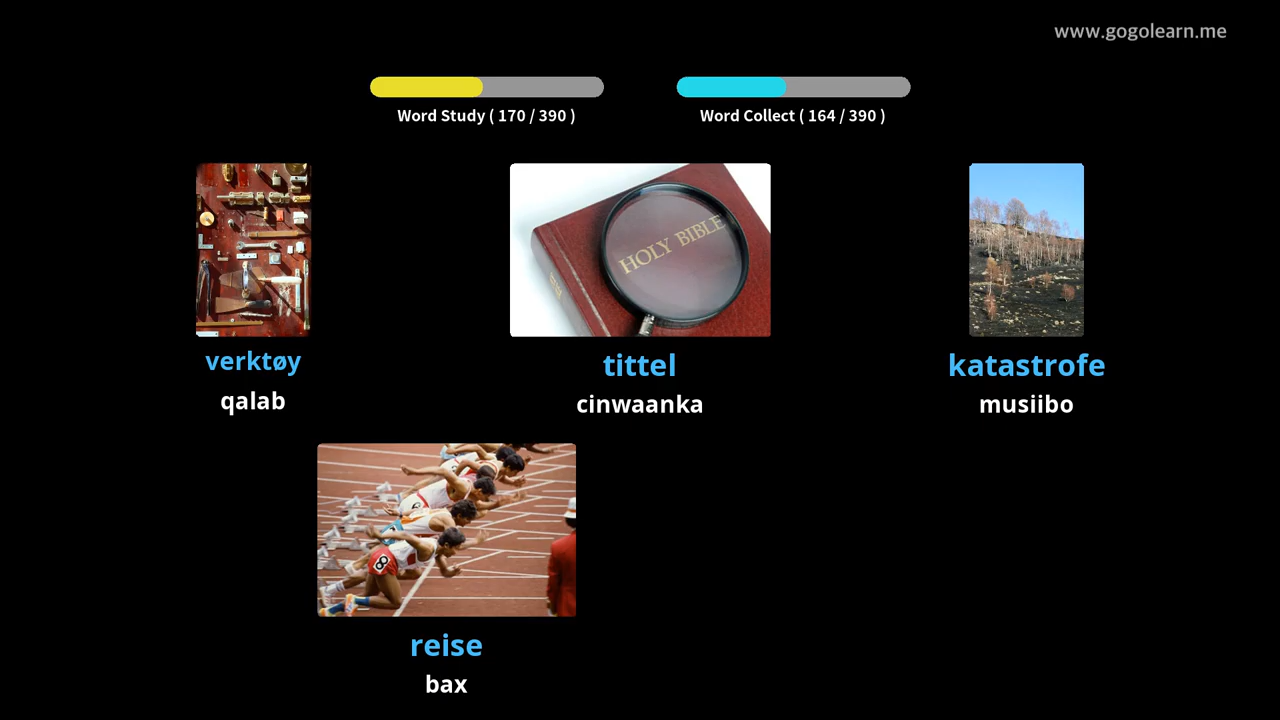 www.gogolearn.me
Word Study ( 170 / 390 )
Word Collect ( 164 / 390 )
HOLY BIBLE
verktøy
qalab
tittel
cinwaanka
katastrofe
musiibo
8
reise
bax